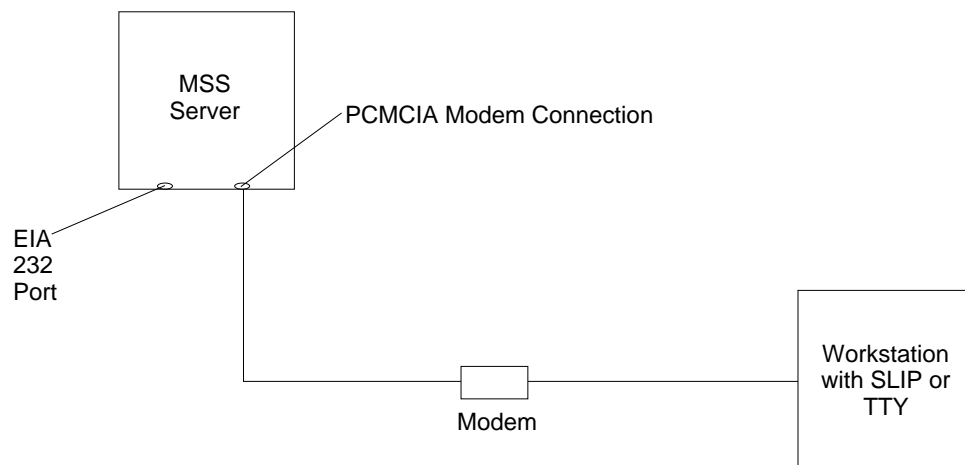 MSS
Server
PCMCIA Modem Connection
EIA
232
Port
Workstation
with SLIP or
TTY
Modem